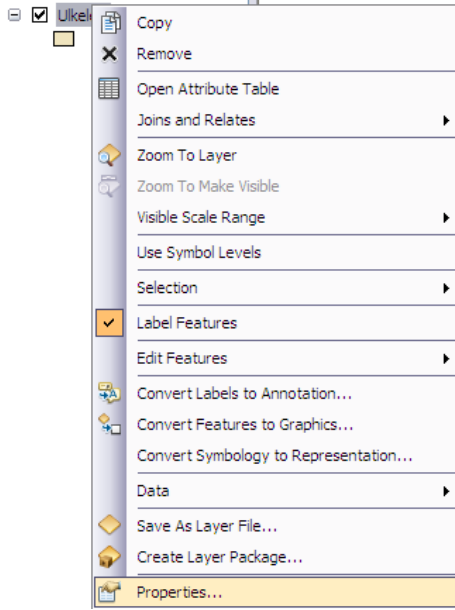 Ulkel
Copy
Remove
Open Attribute Table
Joins and Relates
Zoom To Layer
Zoom To Make Visible
Visible Scale Range
Use Symbol Levels
Selection
Label Features
Edit Features
Convert Labels to Annotation...
Convert Features to Graphics...
Convert Symbology to Representation...
Data
Save As Layer File...
Create Layer Package...
Properties...